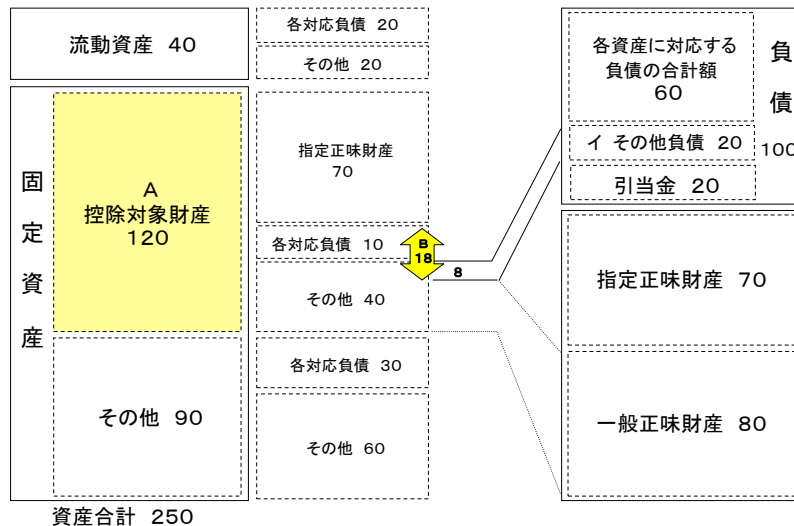 流動資産 40
固定資産
A
控除対象財産
120
その他 90
資産合計 250
各対応負債 20
その他 20
指定正味財産
70
各対応負債 10
B
18
8
その他 40
各対応負債 30
その他 60
各資産に対応する
負債の合計額
60
イ その他負債 20
引当金 20
負債
100
指定正味財産 70
一般正味財産 80